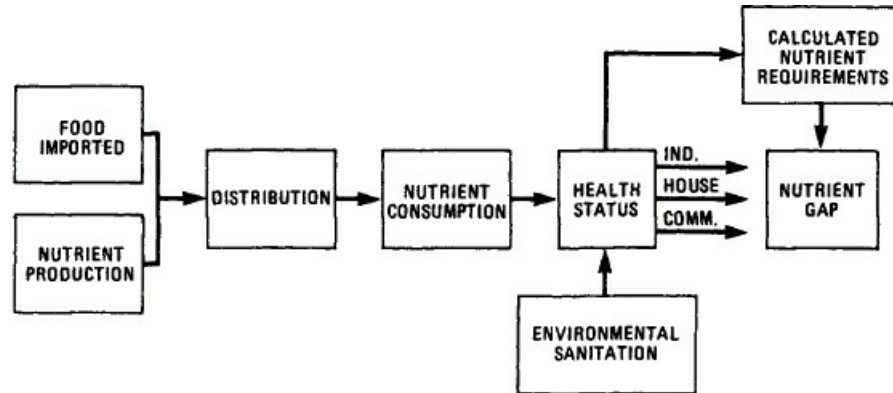 FOOD
IMPORTED
NUTRIENT
PRODUCTION
DISTRIBUTION
NUTRIENT
CONSUMPTION
HEALTH
STATUS
ENVIRONMENTAL
SANITATION
IND.
HOUSE
COMM.
CALCULATED
NUTRIENT
REQUIREMENTS
NUTRIENT
GAP